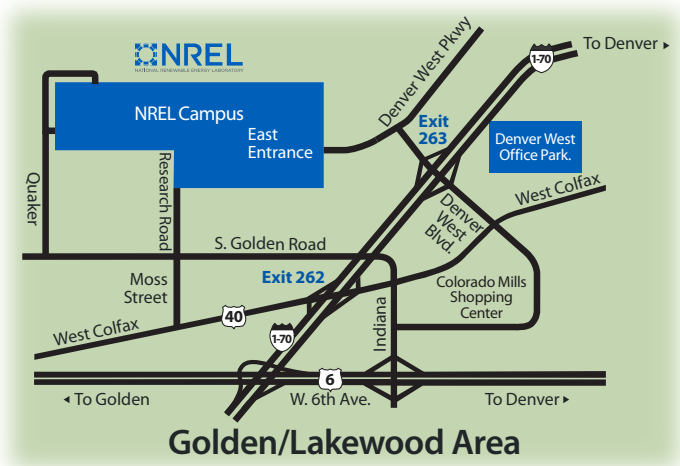 NREL
NATIONAL RENEWABLE ENERGY LABORATORY
To Denver
1-70
Denver West Pkwy
NREL Campus
East
Entrance
Exit
263
Denver West
Office Park.
Quaker
Research Road
West Colfax
Denver
West
Blvd.
S. Golden Road
Moss
Street
Exit 262
Colorado Mills
Shopping
Center
40
West Colfax
1-70
Indiana
6
To Golden
W. 6th Ave.
To Denver
Golden/Lakewood Area